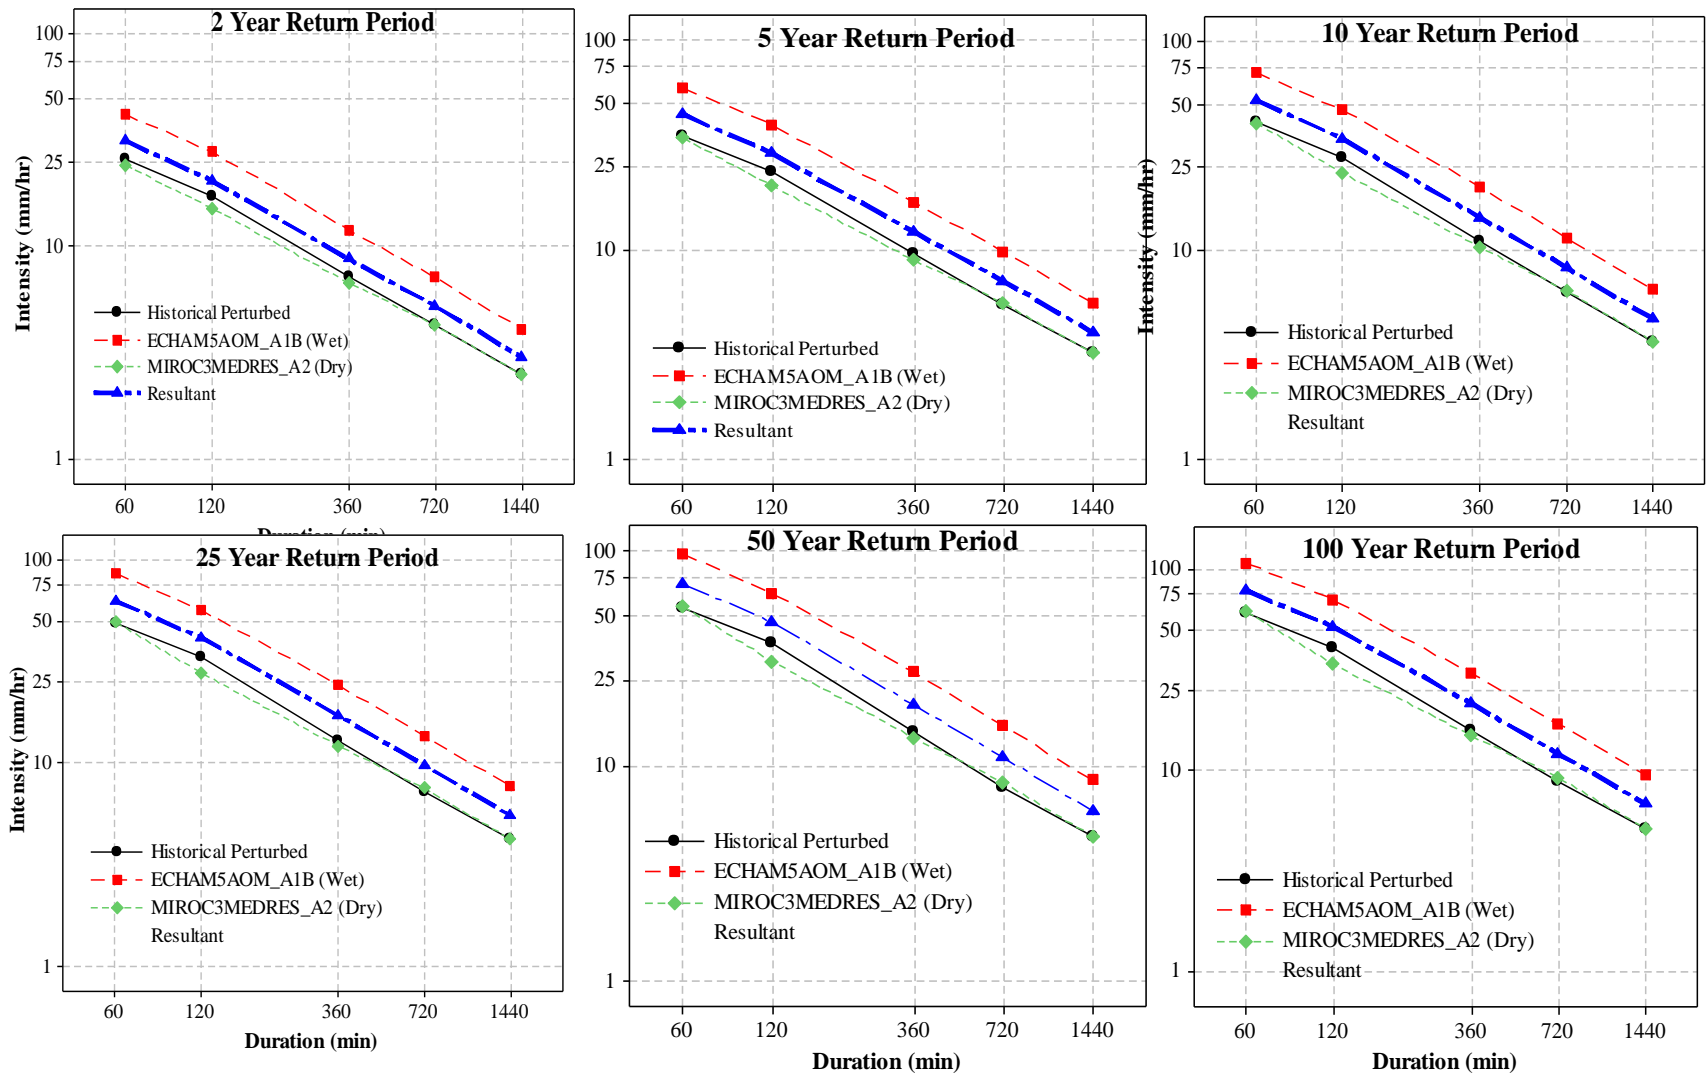 2 Year Return Period
100
75
50
25
10
1
Intensity (mm/hr)
Historical Perturbed
ECHAM5AOM_A1B (Wet)
MIROC3MEDRES_A2 (Dry)
Resultant
60 120 360 720 1440
Duration (min)
5 Year Return Period
100
75
50
25
10
1
Historical Perturbed
ECHAM5AOM_A1B (Wet)
MIROC3MEDRES_A2 (Dry)
Resultant
60 120 360 720 1440
10 Year Return Period
100
75
50
25
10
1
Intensity (mm/hr)
Historical Perturbed
ECHAM5AOM_A1B (Wet)
MIROC3MEDRES_A2 (Dry)
Resultant
60 120 360 720 1440
25 Year Return Period
100
75
50
25
10
1
Intensity (mm/hr)
Historical Perturbed
ECHAM5AOM_A1B (Wet)
MIROC3MEDRES_A2 (Dry)
Resultant
60 120 360 720 1440
Duration (min)
50 Year Return Period
100
75
50
25
10
1
Historical Perturbed
ECHAM5AOM_A1B (Wet)
MIROC3MEDRES_A2 (Dry)
Resultant
60 120 360 720 1440
Duration (min)
100 Year Return Period
100
75
50
25
10
1
Historical Perturbed
ECHAM5AOM_A1B (Wet)
MIROC3MEDRES_A2 (Dry)
Resultant
60 120 360 720 1440
Duration (min)